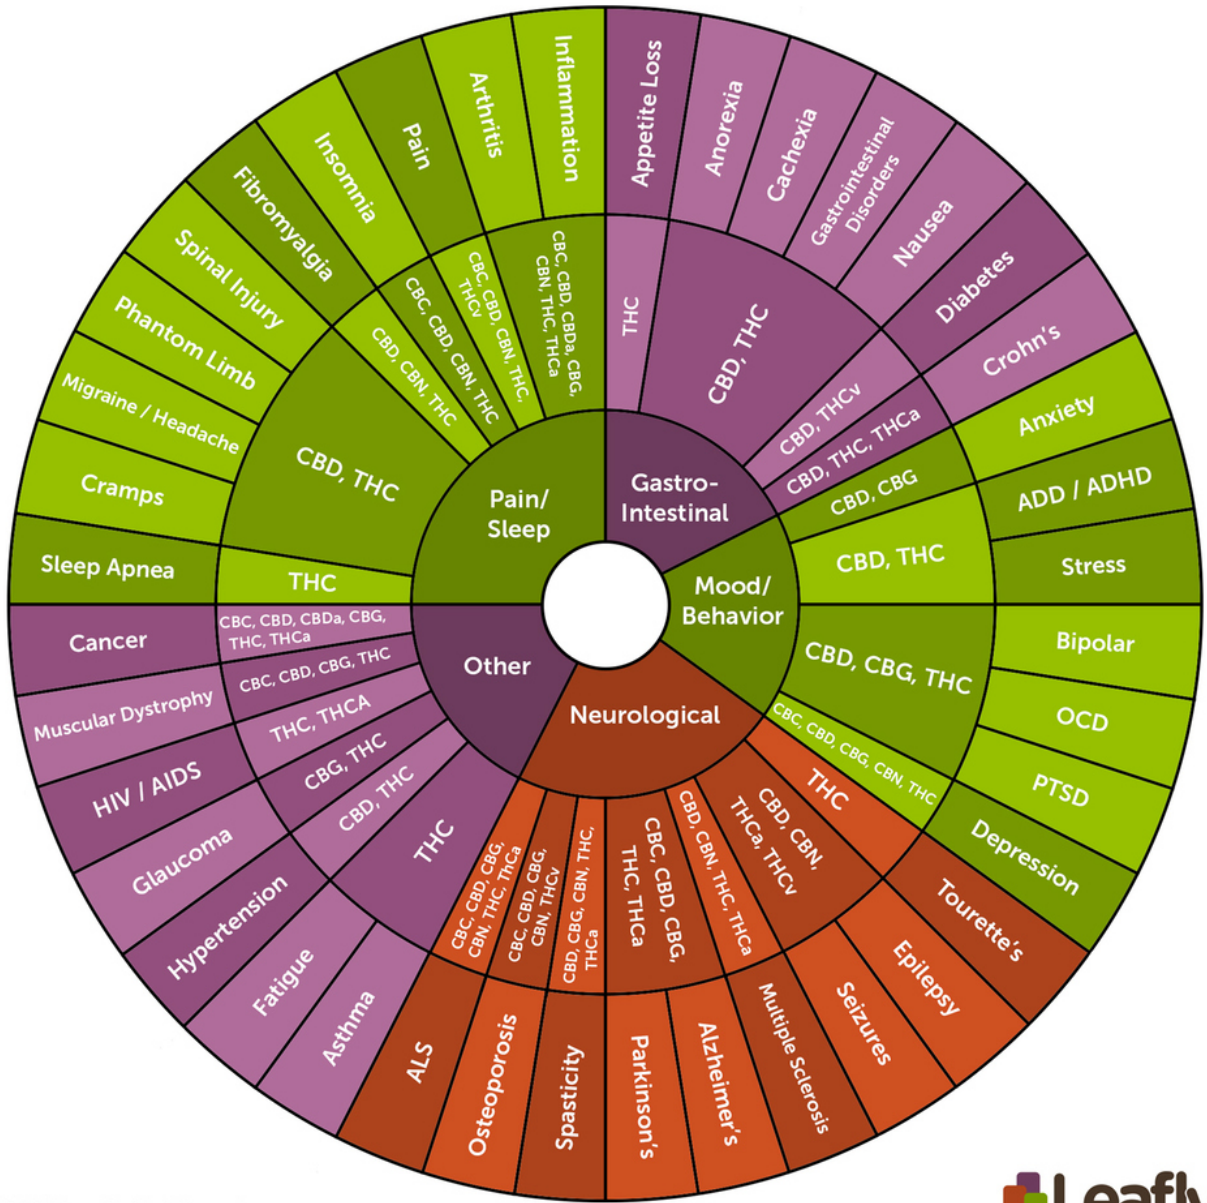 Gastro-
Intestinal
THC
Appetite Loss
CBD, THC
Anorexia
Cachexia
Gastrointestinal
Disorders
Nausea
CBD, THCv
Diabetes
CBD, THC, THCa
Crohn's
Mood/
Behavior
CBD, CBG
Anxiety
CBD, THC
ADD / ADHD
Stress
CBD, CBG, THC
Bipolar
OCD
PTSD
CBC, CBD, CBG, CBN, THC
Depression
Neurological
THC
Tourette's
CBD, CBN,
THCa, THCv
Epilepsy
Seizures
CBD, CBN, THC, THCa
Multiple Sclerosis
CBC, CBD, CBG,
THC, THCa
Alzheimer's
Parkinson's
CBD, CBG, CBN, THC,
THCa
Spasticity
CBC, CBD, CBG,
CBN, THCv
Osteoporosis
CBC, CBD, CBG,
CBN, THC, ThCa
ALS
Other
THC
Asthma
Fatigue
CBD, THC
Hypertension
CBG, THC
Glaucoma
THC, THCA
HIV / AIDS
CBC, CBD, CBG, THC
Muscular Dystrophy
CBC, CBD, CBDa, CBG,
THC, THCa
Cancer
Pain/
Sleep
THC
Sleep Apnea
CBD, THC
Cramps
Migraine / Headache
Phantom Limb
Spinal Injury
CBD, CBN, THC
Fibromyalgia
CBC, CBD, CBN, THC
Insomnia
CBC, CBD, CBN, THC,
THCv
Pain
CBC, CBD, CBDa, CBG,
CBN, THC, THCa
Arthritis
Inflammation
Leafly